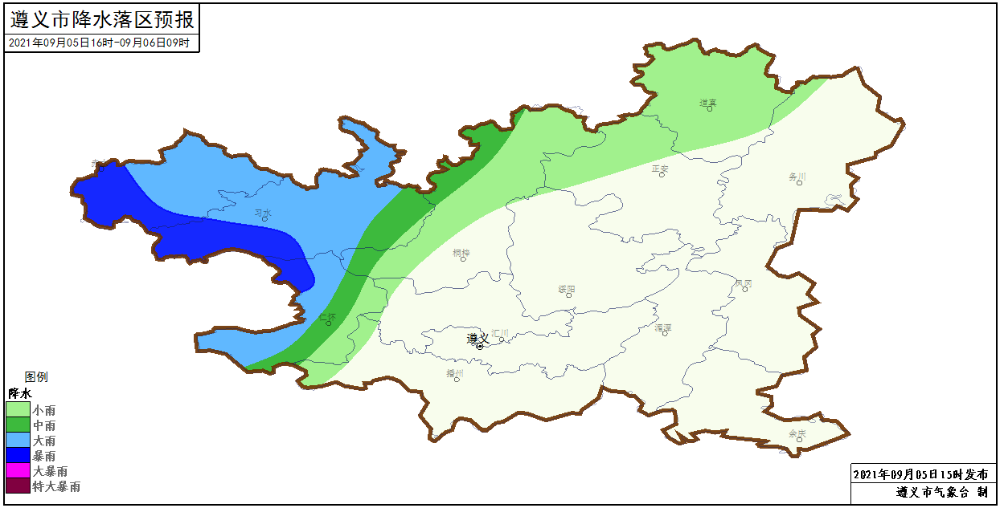 遵义市降水落区预报
2021年09月05日16时-09月06日09时
道真
赤水
正安
务川
习水
桐梓
凤冈
绥阳
仁怀
湄潭
汇川
遵义
播州
余庆
图例
降水
小雨
中雨
大雨
暴雨
大暴雨
特大暴雨
2021年09月05日15时发布
遵义市气象台 制